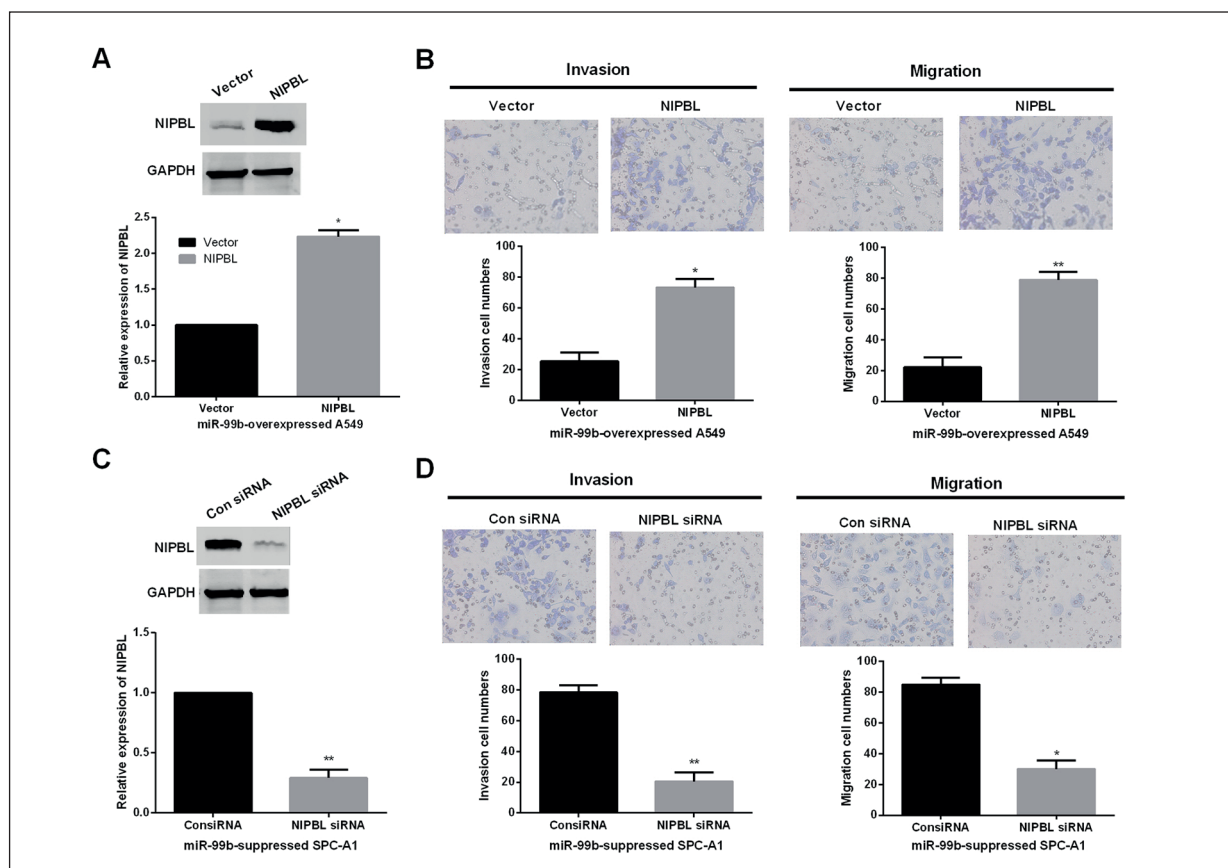 A
Vector NIPBL
NIPBL
GAPDH
Relative expression of NIPBL
2.5
2.0
1.5
1.0
0.5
0.0
*
Vector
NIPBL
Vector NIPBL
miR-99b-overexpressed A549
B
Invasion Migration
Vector NIPBL Vector NIPBL
Invasion cell numbers
100
80
60
40
20
0
*
Vector NIPBL
miR-99b-overexpressed A549
Migration cell numbers
100
80
60
40
20
0
**
Vector NIPBL
miR-99b-overexpressed A549
C
Con siRNA NIPBL siRNA
NIPBL
GAPDH
Relative expression of NIPBL
1.5
1.0
0.5
0.0
**
ConsiRNA NIPBL siRNA
miR-99b-suppressed SPC-A1
D
Invasion Migration
Con siRNA NIPBL siRNA Con siRNA NIPBL siRNA
Invasion cell numbers
100
80
60
40
20
0
**
ConsiRNA NIPBL siRNA
miR-99b-suppressed SPC-A1
Migration cell numbers
100
80
60
40
20
0
*
ConsiRNA NIPBL siRNA
miR-99b-suppressed SPC-A1